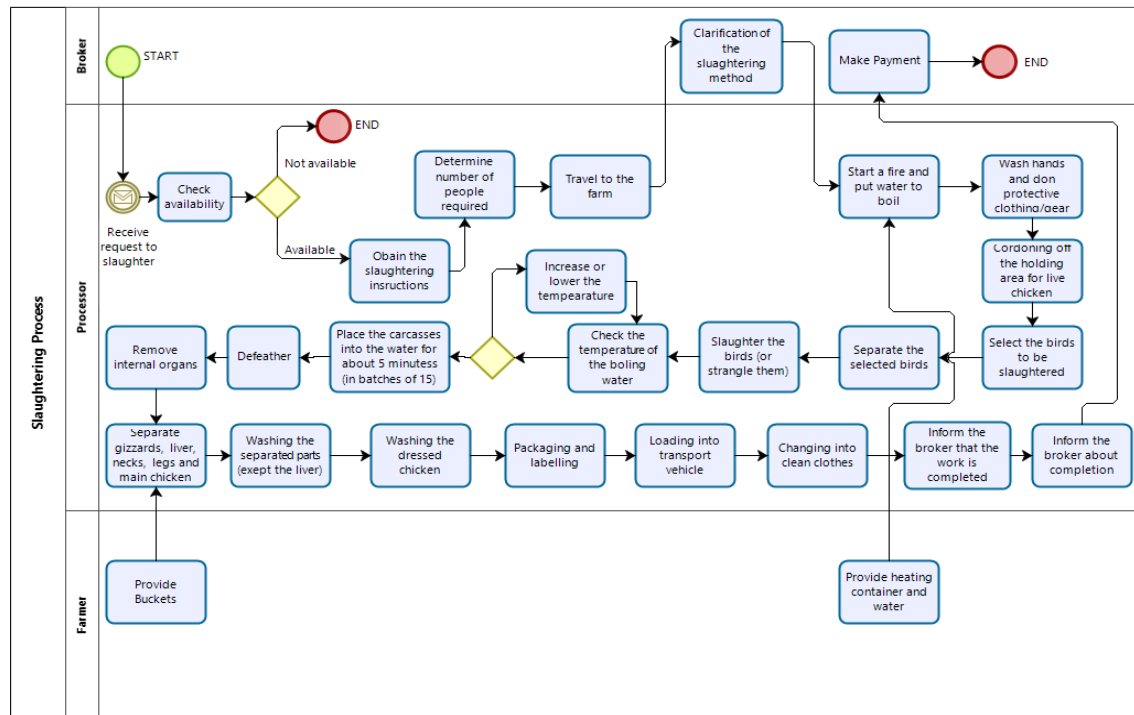 Slaughtering Process
Broker
START
Clarification of
the
sluaghtering
method
Make Payment
END
Processor
END
Not available
Check
availability
Receive
request to
slaughter
Available
Obain the
slaughtering
insructions
Determine
number of
people
required
Travel to the
farm
Start a fire and
put water to
boil
Wash hands
and don
protective
clothing/gear
Cordoning off
the holding
area for live
chicken
Select the birds
to be
slaughtered
Separate the
selected birds
Slaughter the
birds (or
strangle them)
Increase or
lower the
tempearature
Check the
temperature of
the boling
water
Place the carcasses
into the water for
about 5 minutess
(in batches of 15)
Defeather
Remove
internal organs
Separate
gizzards, liver,
necks, legs and
main chicken
Washing the
separated parts
(exept the liver)
Washing the
dressed
chicken
Packaging and
labelling
Loading into
transport
vehicle
Changing into
clean clothes
Inform the
broker that the
work is
completed
Inform the
broker about
completion
Farmer
Provide
Buckets
Provide heating
container and
water